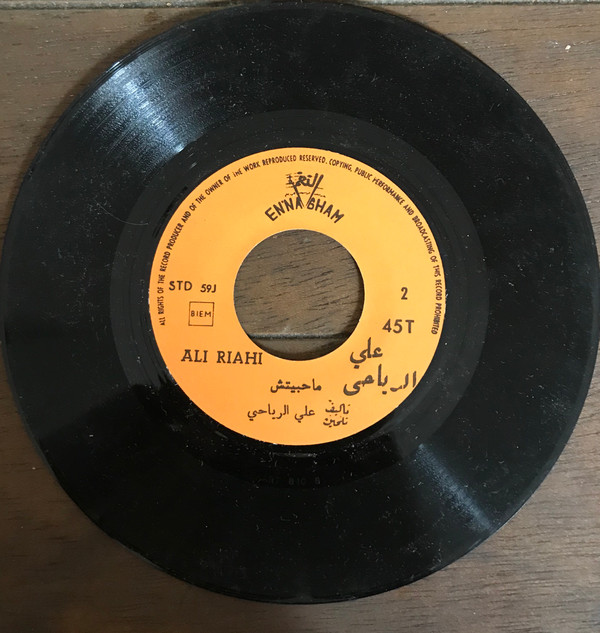 ALL RIGHTS OF THE RECORD PRODUCER AND OF THE OWNER OF THE WORK REPRODUCED RESERVED. COPYING, PUBLIC PERFORMANCE AND BROADCASTING OF THIS RECORD PROHIBITED
النغم
ENNAGHAM
STD 59J
2
BIEM
45T
ALI RIAHI
علي
الرياحي
ماحبيتش
تأليف
تلحين
علي الرياحي